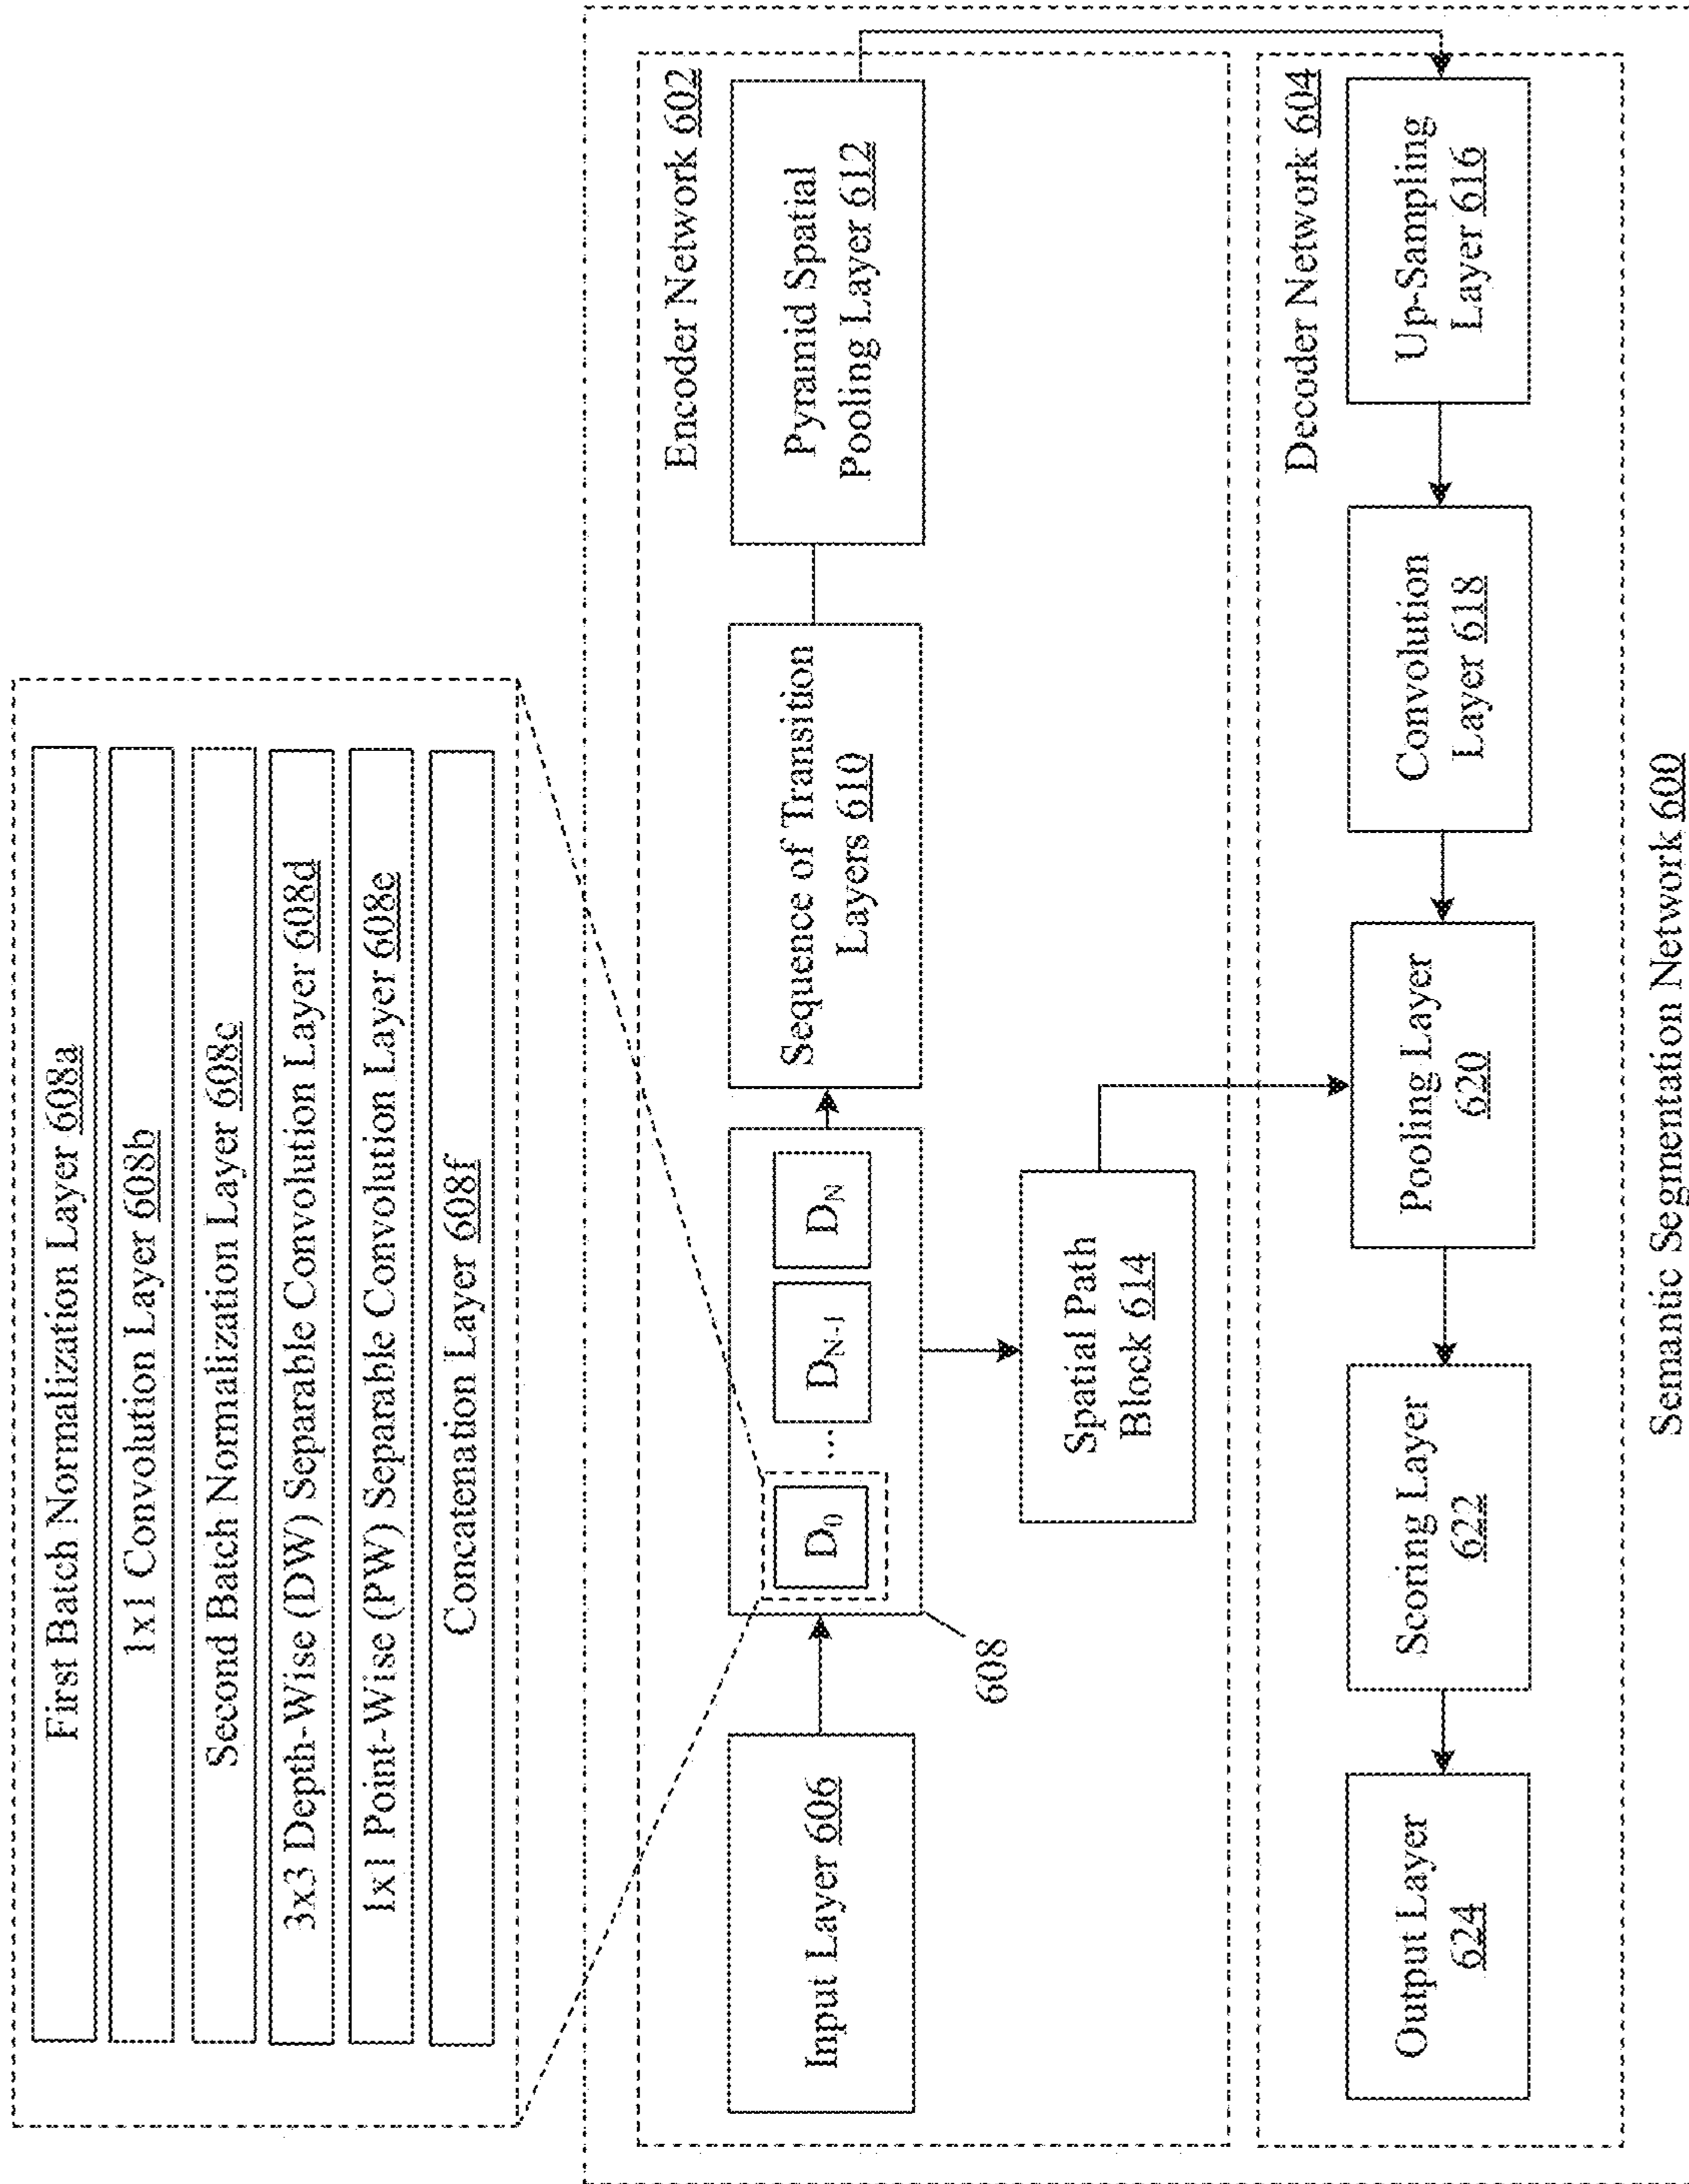 First Batch Normalization Layer 608a
1x1 Convolution Layer 608b
Second Batch Normalization Layer 608c
3x3 Depth-Wise (DW) Separable Convolution Layer 608d
1x1 Point-Wise (PW) Separable Convolution Layer 608e
Concatenation Layer 608f
Encoder Network 602
Input Layer 606
D0
...
DN-1
DN
608
Sequence of Transition
Layers 610
Pyramid Spatial
Pooling Layer 612
Spatial Path
Block 614
Decoder Network 604
Output Layer
624
Scoring Layer
622
Pooling Layer
620
Convolution
Layer 618
Up-Sampling
Layer 616
Semantic Segmentation Network 600